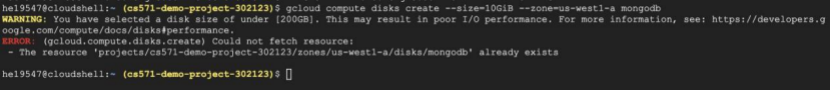 he19547@cloudshell:~ (cs571-demo-project-302123)$ gcloud compute disks create --size=10GiB --zone=us-west1-a mongodb
WARNING: You have selected a disk size of under [200GB]. This may result in poor I/O performance. For more information, see: https://developers.g
oogle.com/compute/docs/disks#performance.
ERROR: (gcloud.compute.disks.create) Could not fetch resource:
 - The resource 'projects/cs571-demo-project-302123/zones/us-west1-a/disks/mongodb' already exists
he19547@cloudshell:~ (cs571-demo-project-302123)$